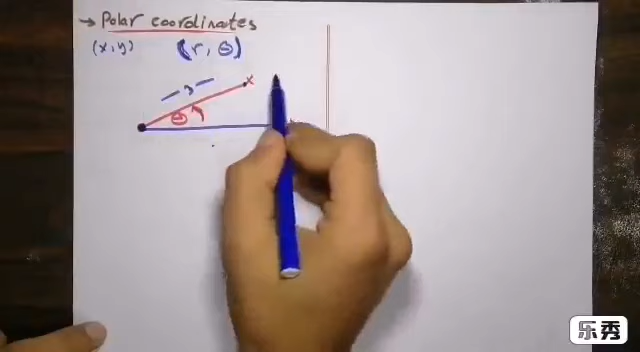 → Polar coordinates
(x,y) (r, θ)
r x
θ
乐秀